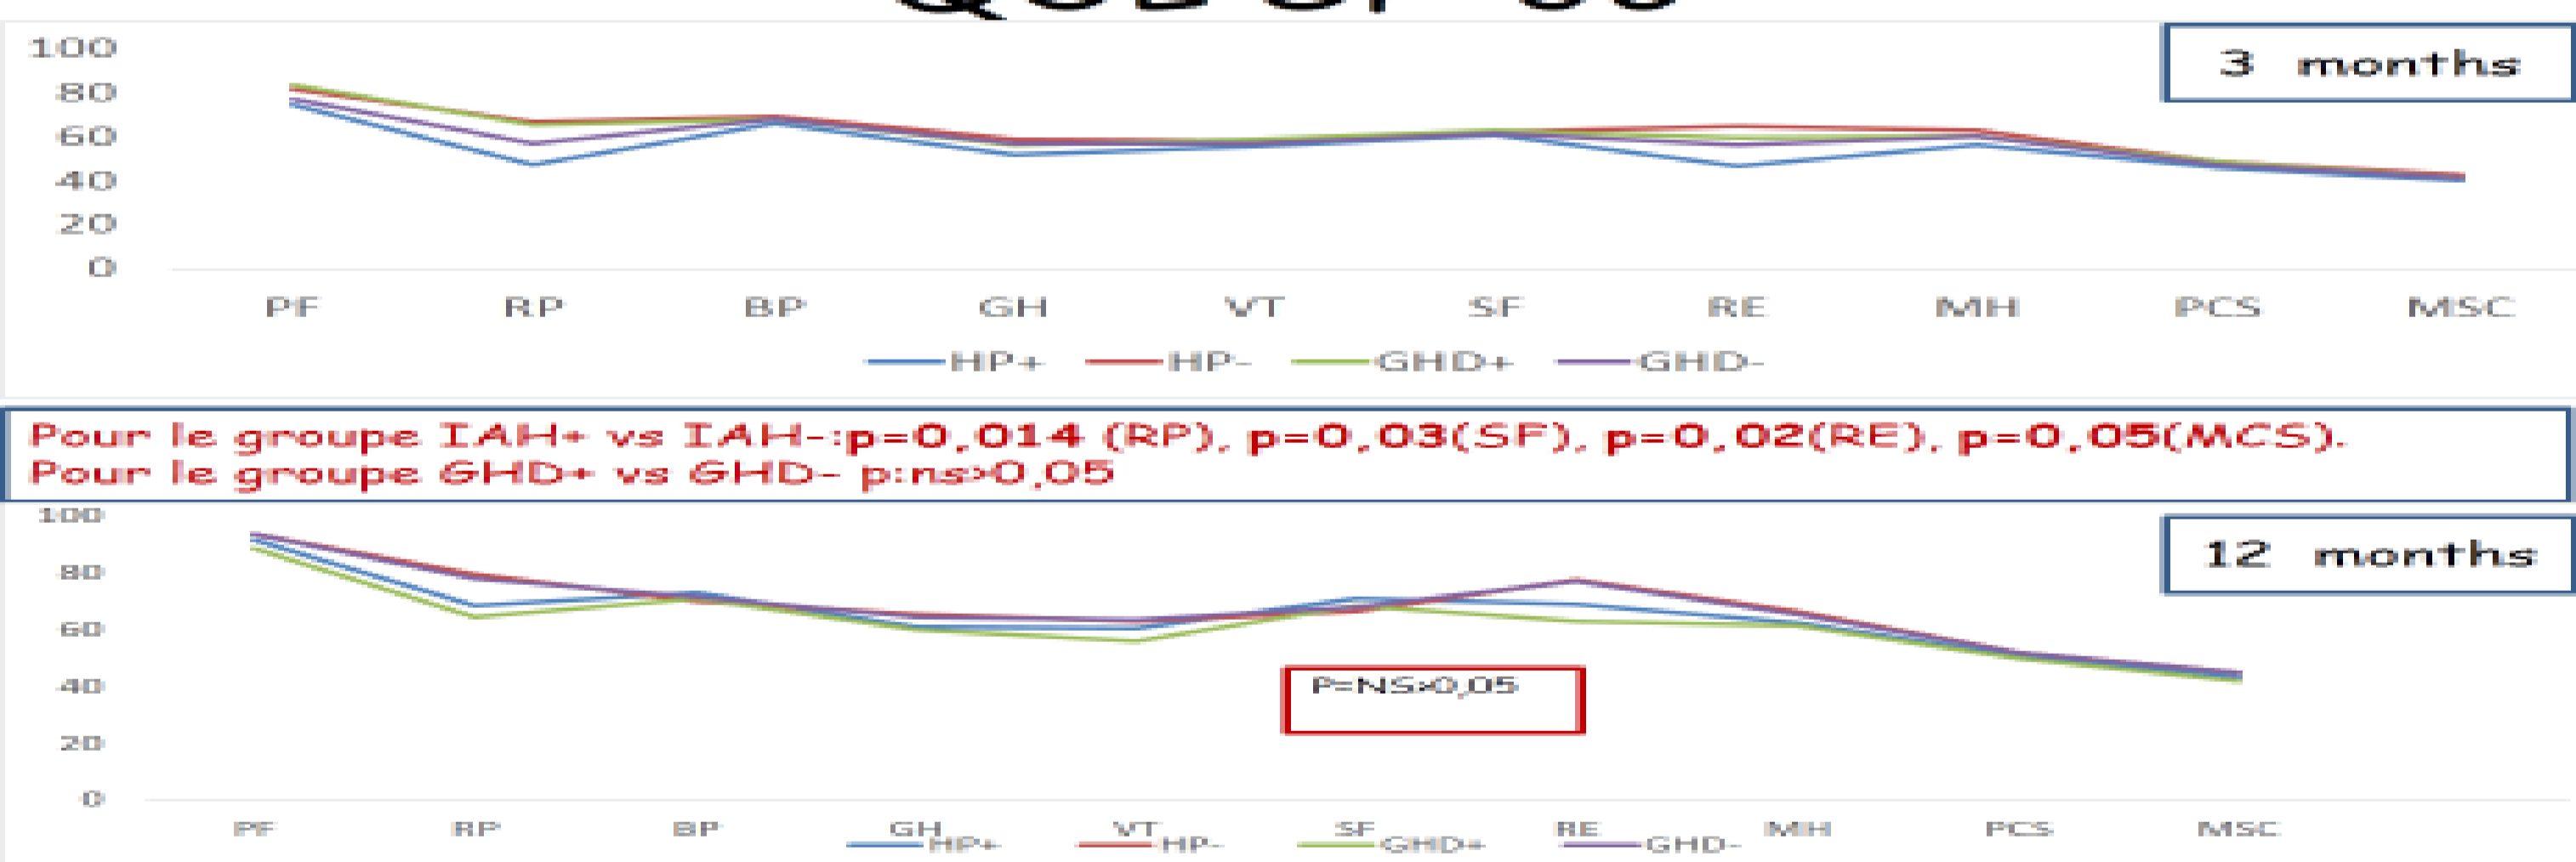 100
3 months
80
60
40
20
0
PF RP BP GH VT SF RE MH PCS MSC
HP+ HP- GHD+ GHD-
Pour le groupe IAH+ vs IAH-:p=0,014 (RP), p=0,03(SF), p=0,02(RE), p=0,05(MCS).
Pour le groupe GHD+ vs GHD- p:ns>0,05
100
12 months
80
60
40
P=NS>0,05
20
0
PF RP BP GH VT SF RE MH PCS MSC
HP+ HP- GHD+ GHD-